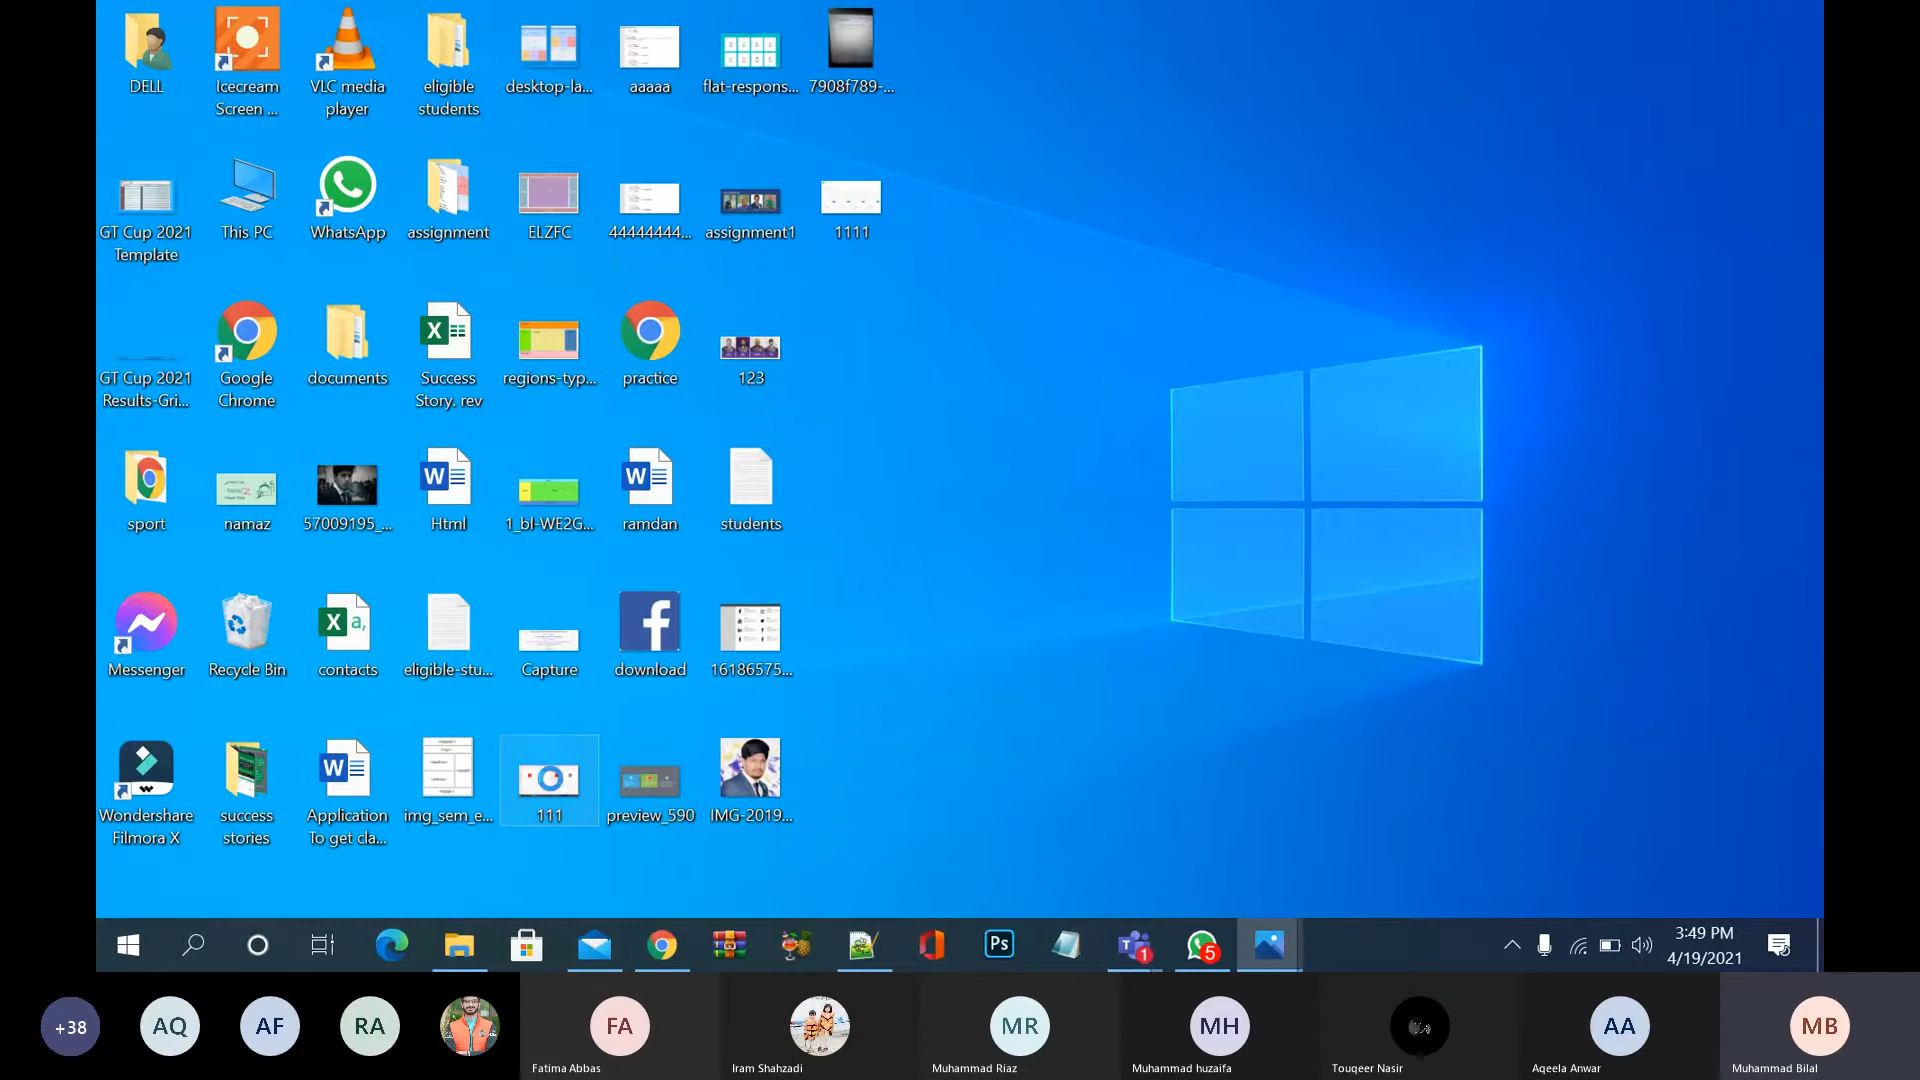 DELL
Icecream
Screen ...
VLC media
player
eligible
students
desktop-la...
aaaaa
flat-respons...
7908f789-...
GT Cup 2021
Template
This PC
WhatsApp
assignment
ELZFC
44444444...
assignment1
1111
GT Cup 2021
Results-Gri...
Google
Chrome
documents
Success
Story. rev
regions-typ...
practice
123
sport
namaz
57009195_...
Html
1_bl-WE2G...
ramdan
students
Messenger
Recycle Bin
contacts
eligible-stu...
Capture
download
16186575...
Wondershare
Filmora X
success
stories
Application
To get cla...
img_sem_e...
111
preview_590
IMG-2019...
Ps
1
5
3:49 PM
4/19/2021
+38
AQ
AF
RA
FA
Fatima Abbas
Iram Shahzadi
MR
Muhammad Riaz
MH
Muhammad huzaifa
Touqeer Nasir
AA
Aqeela Anwar
MB
Muhammad Bilal